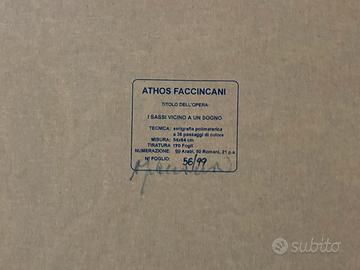 ATHOS FACCINCANI
TITOLO DELL'OPERA:
I SASSI VICINO A UN SOGNO
TECNICA: serigrafia polimaterica
a 36 passaggi di colore
MISURA: 54x64 cm
TIRATURA 170 Fogli
NUMERAZIONE: 99 Arabi, 50 Romani, 21 p.a
N° FOGLIO: 56/99
subito